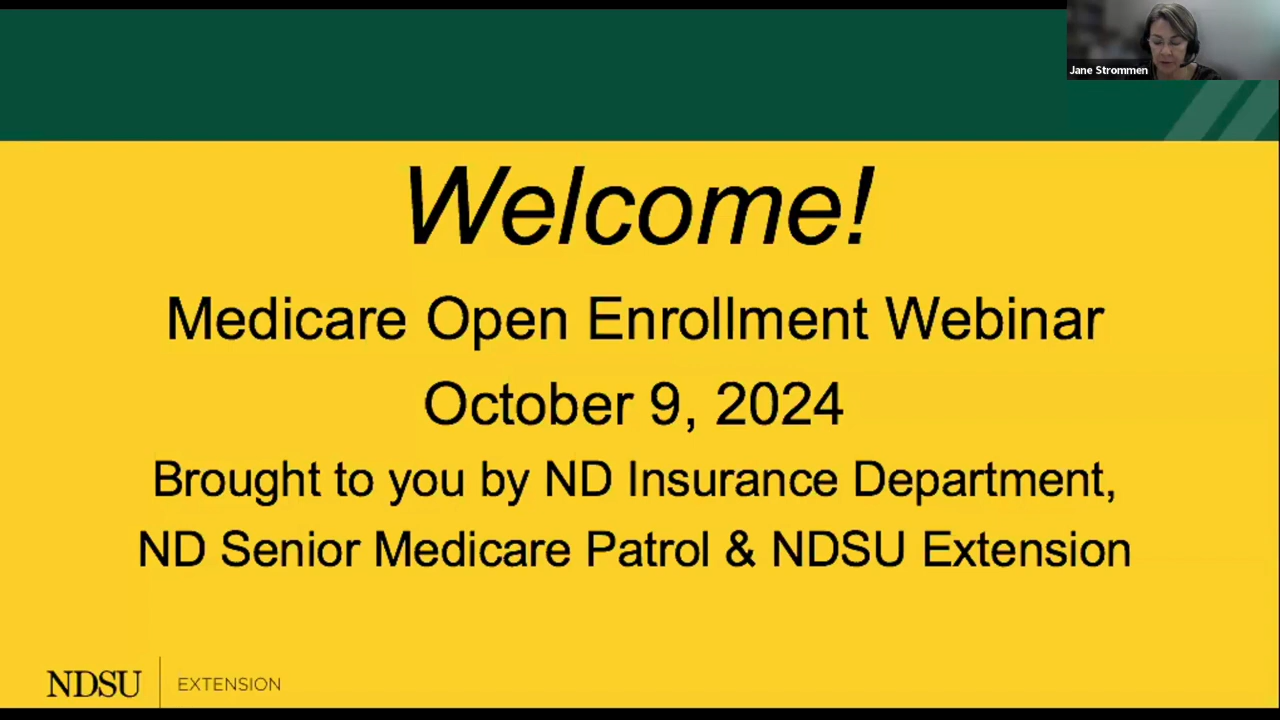 Jane Strommen
Welcome!
Medicare Open Enrollment Webinar
October 9, 2024
Brought to you by ND Insurance Department,
ND Senior Medicare Patrol & NDSU Extension
NDSU EXTENSION